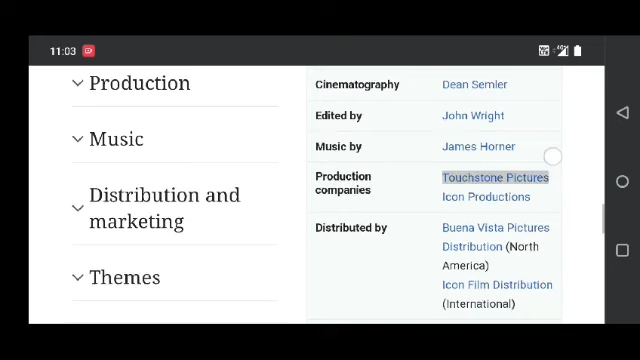 11:03
Production
Music
Distribution and
marketing
Themes
Cinematography Dean Semler
Edited by John Wright
Music by James Horner
Production companies Touchstone Pictures
Icon Productions
Distributed by Buena Vista Pictures
Distribution (North
America)
Icon Film Distribution
(International)